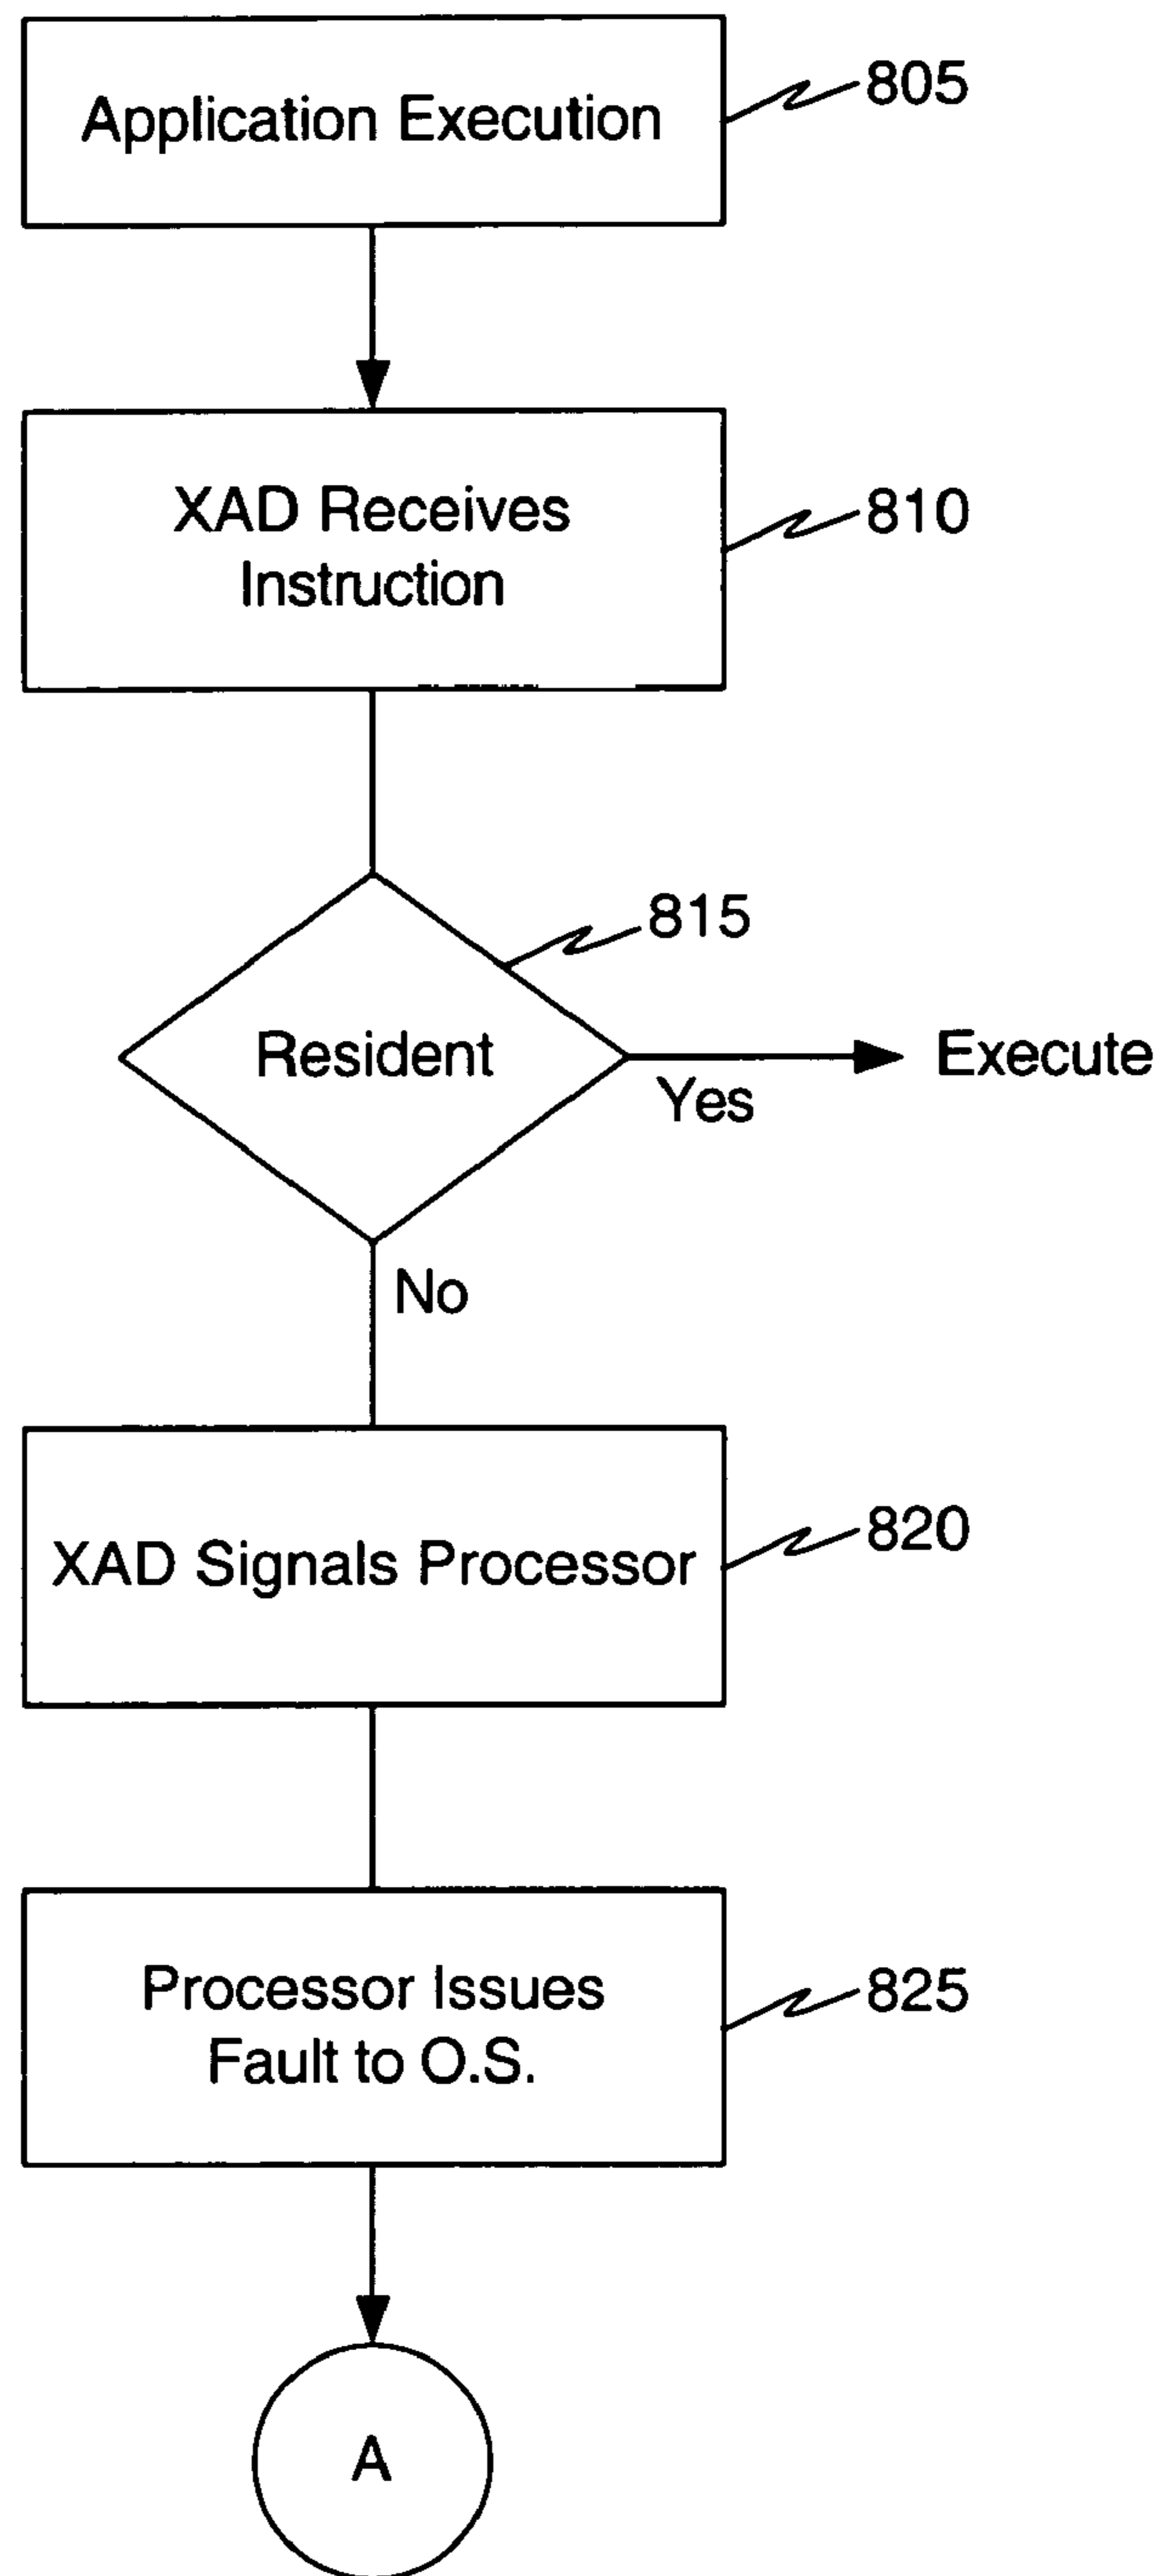 Application Execution
805
XAD Receives
Instruction
810
815
Resident
Yes
Execute
No
XAD Signals Processor
820
Processor Issues
Fault to O.S.
825
A